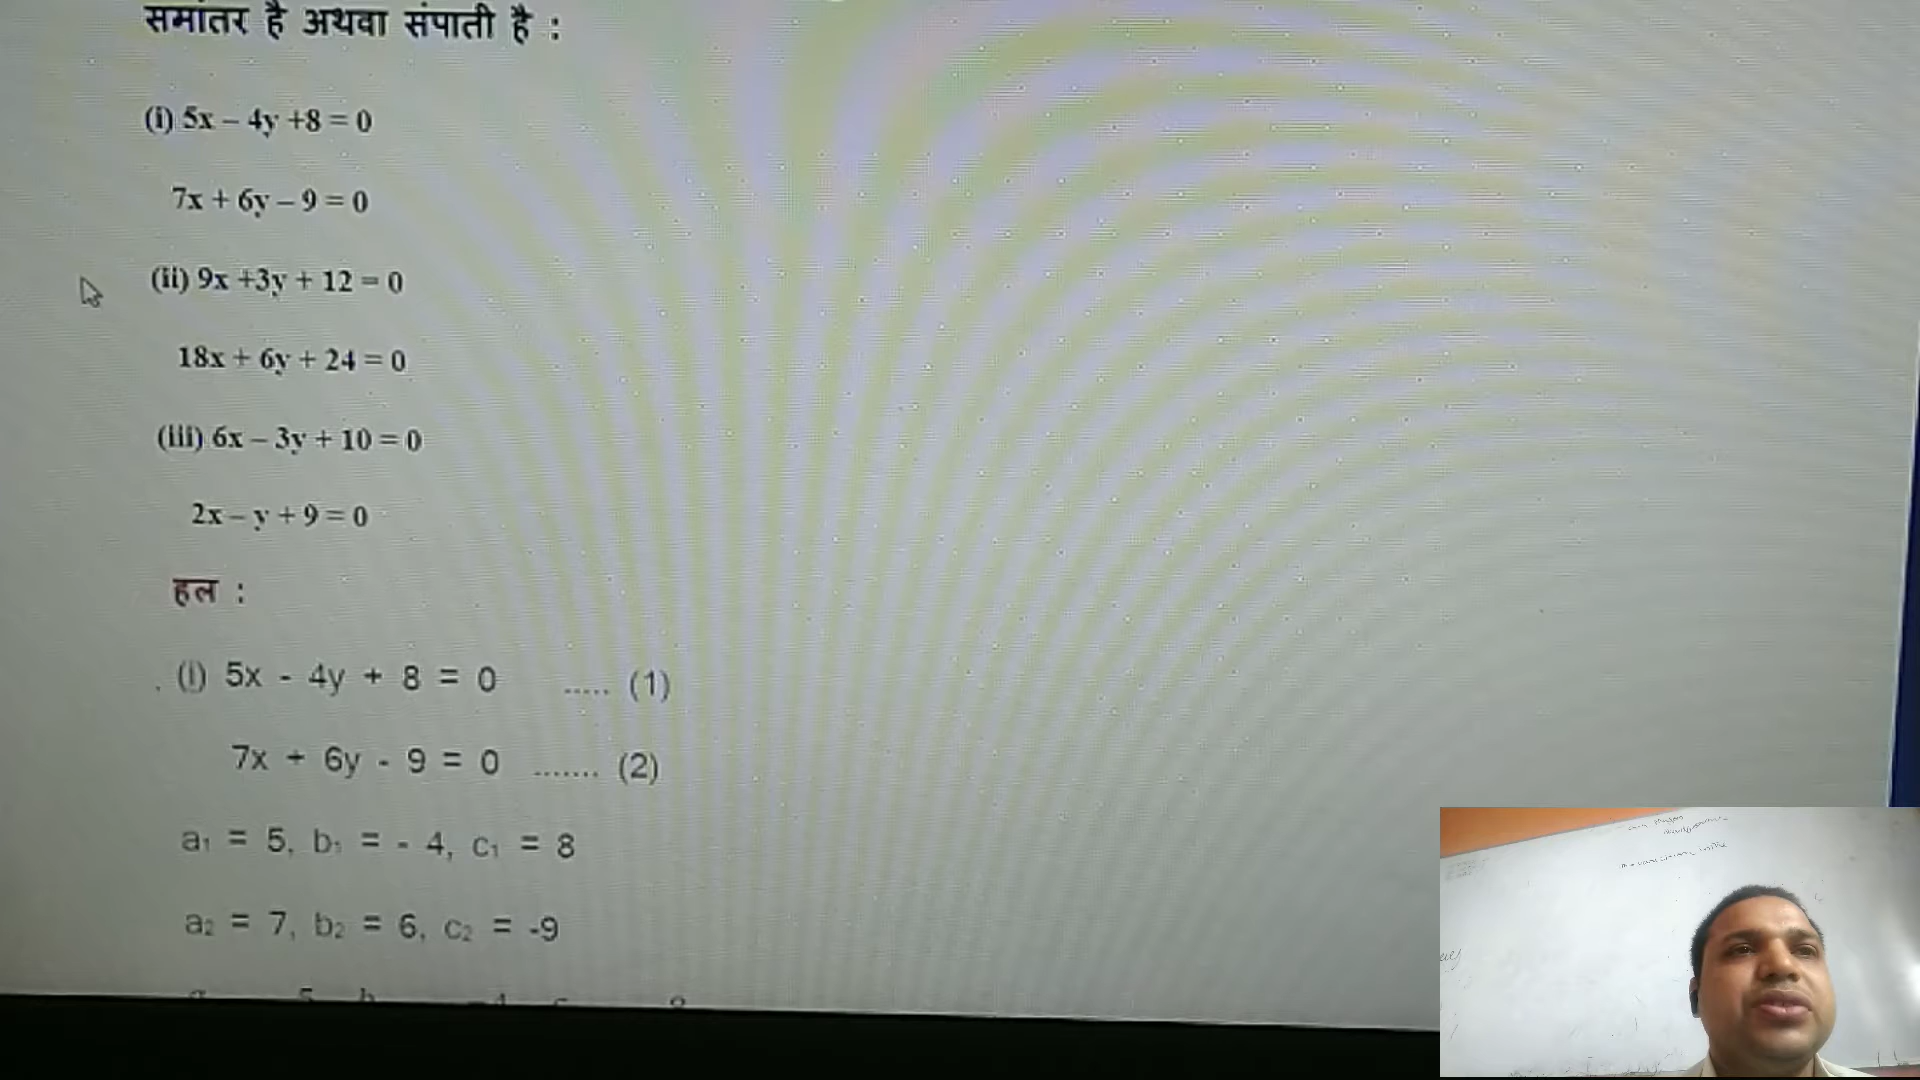 समांतर है अथवा संपाती है :
(i) 5x – 4y +8 = 0
7x + 6y – 9 = 0
(ii) 9x +3y + 12 = 0
18x + 6y + 24 = 0
(iii) 6x – 3y + 10 = 0
2x – y + 9 = 0
हल :
(i) 5x - 4y + 8 = 0 ..... (1)
7x + 6y - 9 = 0 ....... (2)
a₁ = 5, b₁ = - 4, c₁ = 8
a₂ = 7, b₂ = 6, c₂ = -9